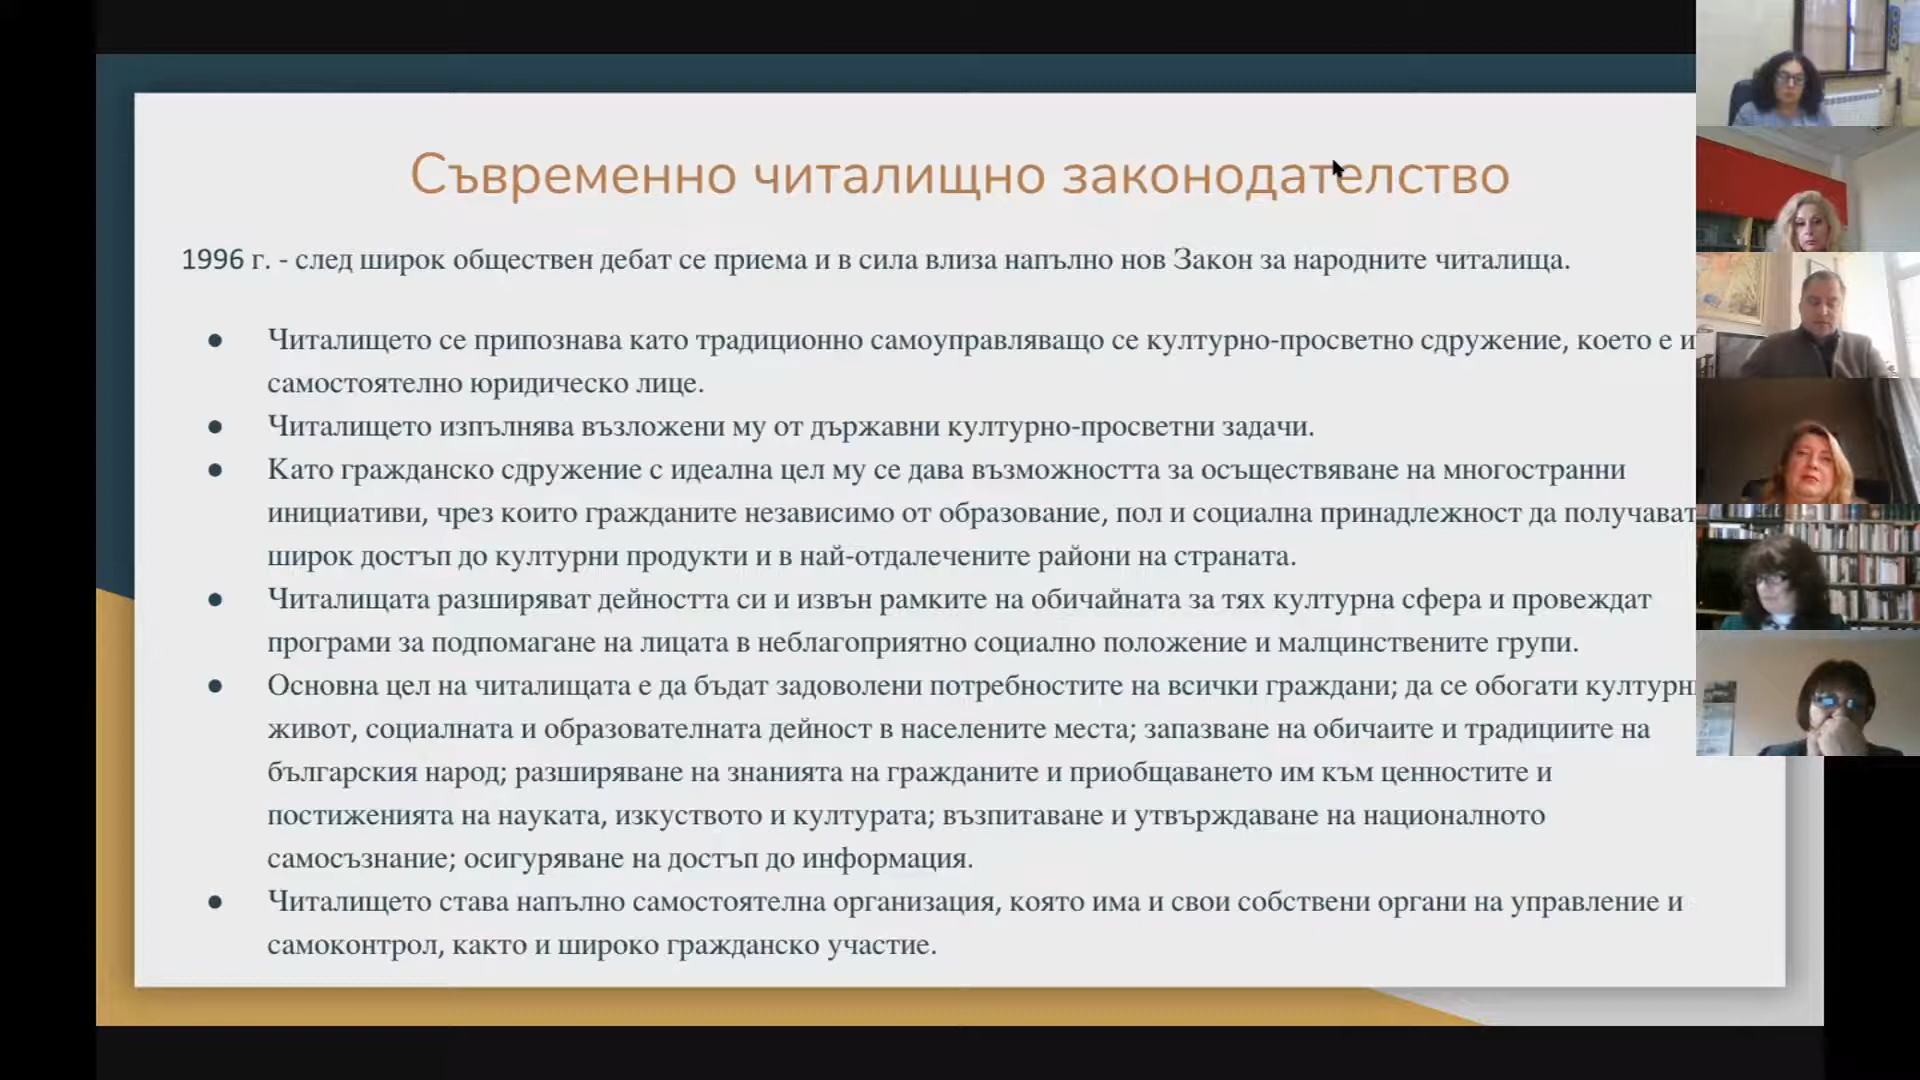 Съвременно читалищно законодателство
1996 г. - след широк обществен дебат се приема и в сила влиза напълно нов Закон за народните читалища.
● Читалището се припознава като традиционно самоуправляващо се културно-просветно сдружение, което е и
самостоятелно юридическо лице.
● Читалището изпълнява възложени му от държавни културно-просветни задачи.
● Като гражданско сдружение с идеална цел му се дава възможността за осъществяване на многостранни
инициативи, чрез които гражданите независимо от образование, пол и социална принадлежност да получават
широк достъп до културни продукти и в най-отдалечените райони на страната.
● Читалищата разширяват дейността си и извън рамките на обичайната за тях културна сфера и провеждат
програми за подпомагане на лицата в неблагоприятно социално положение и малцинствените групи.
● Основна цел на читалищата е да бъдат задоволени потребностите на всички граждани; да се обогати
живот, социалната и образователната дейност в населените места; запазване на обичаите и традициите на
българския народ; разширяване на знанията на гражданите и приобщаването им към ценностите и
постиженията на науката, изкуството и културата; възпитаване и утвърждаване на националното
самосъзнание; осигуряване на достъп до информация.
● Читалището става напълно самостоятелна организация, която има и свои собствени органи на управление и
самоконтрол, както и широко гражданско участие.